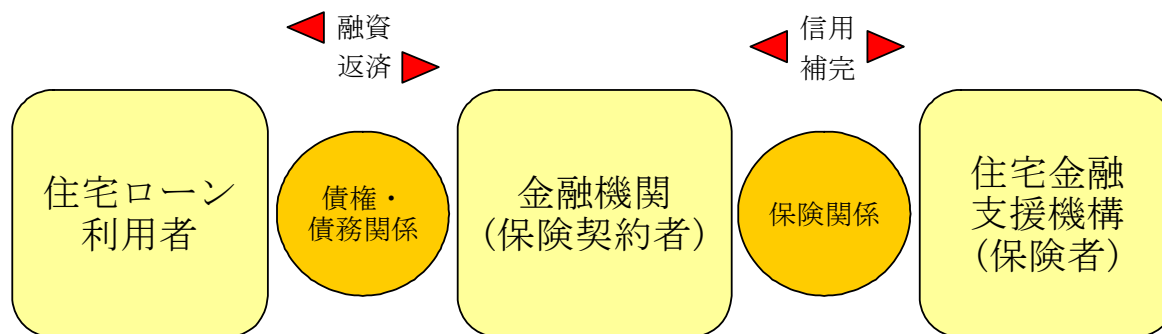 融資
返済
信用
補完
住宅ローン
利用者
債権・
債務関係
金融機関
(保険契約者)
保険関係
住宅金融
支援機構
(保険者)